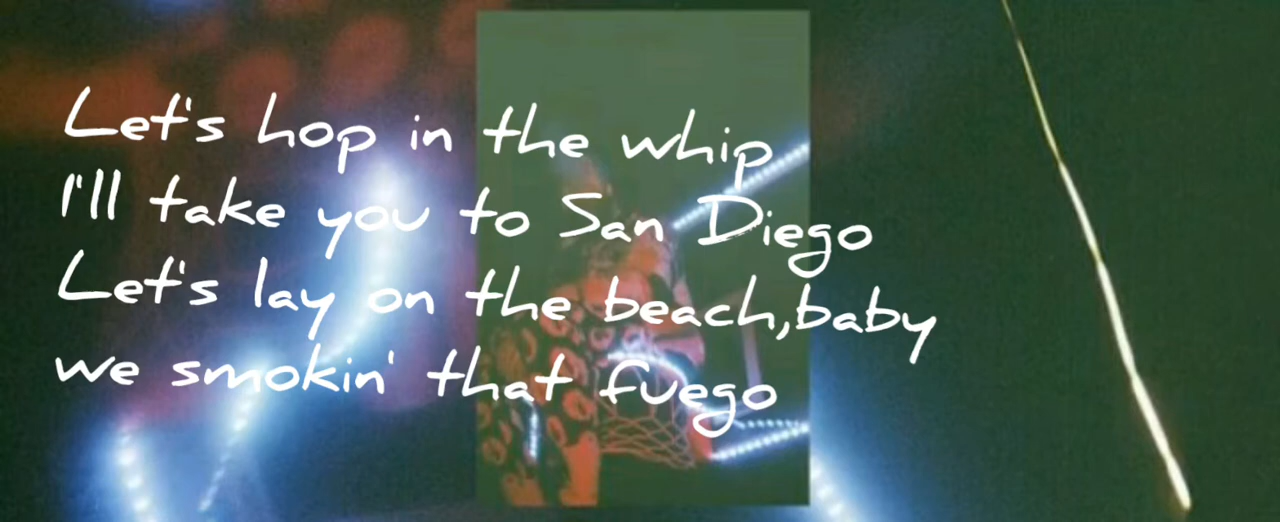 Let's hop in the whip
I'll take you to San Diego
Let's lay on the beach,baby
we smokin' that fuego